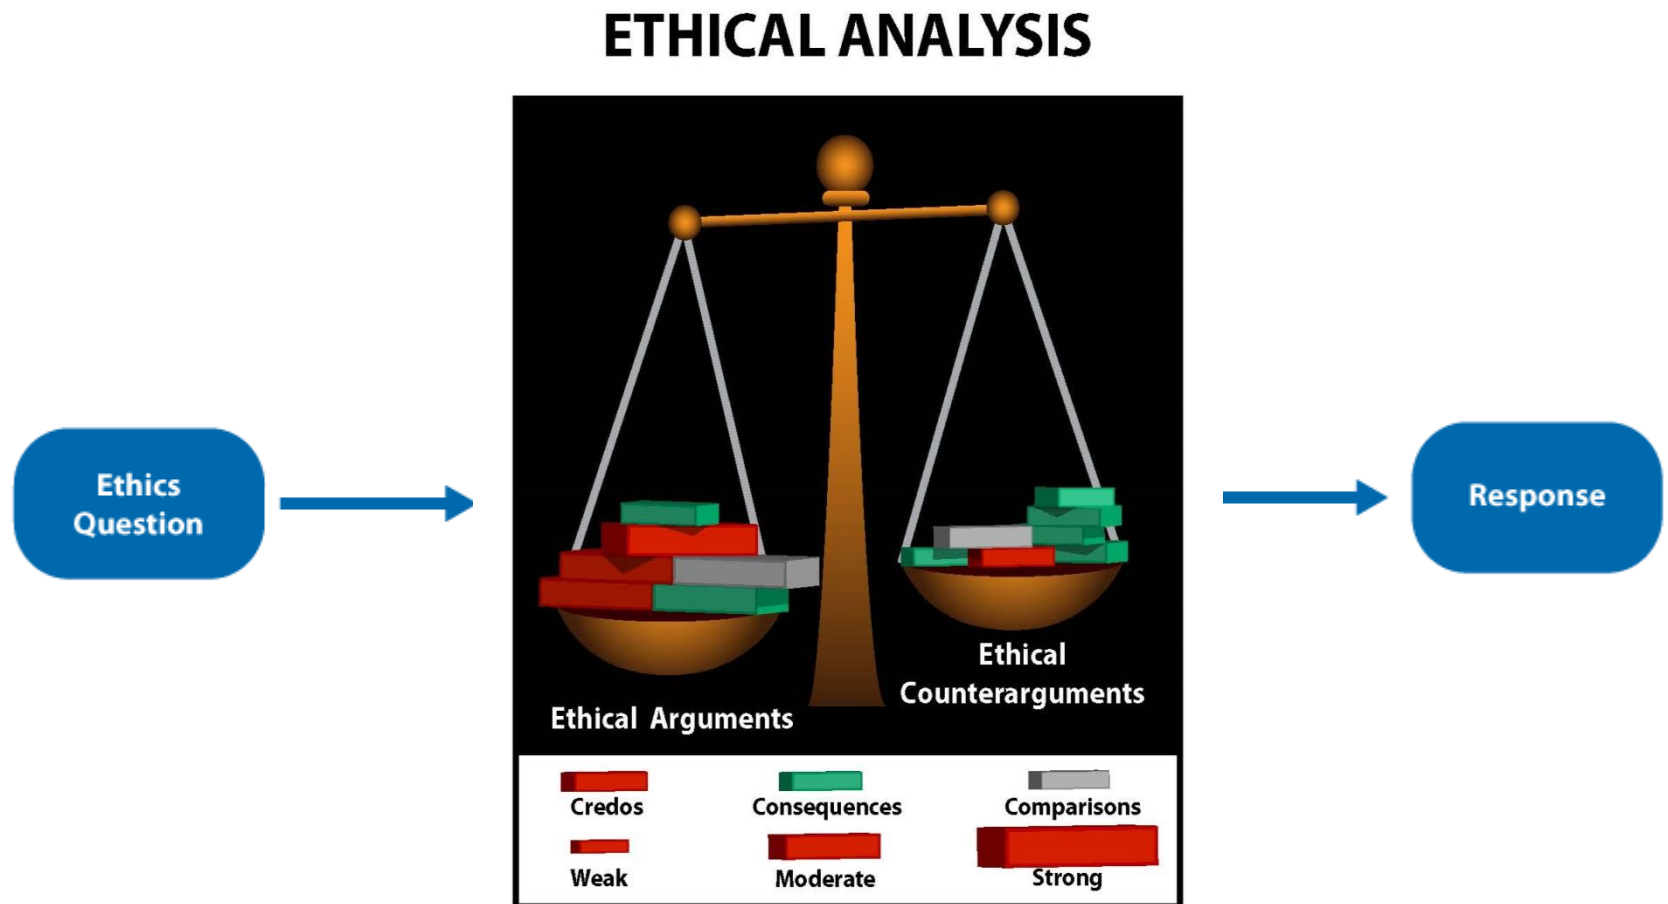 ETHICAL ANALYSIS
Ethics
Question
Response
Ethical Arguments
Ethical
Counterarguments
Credos
Consequences
Comparisons
Weak
Moderate
Strong